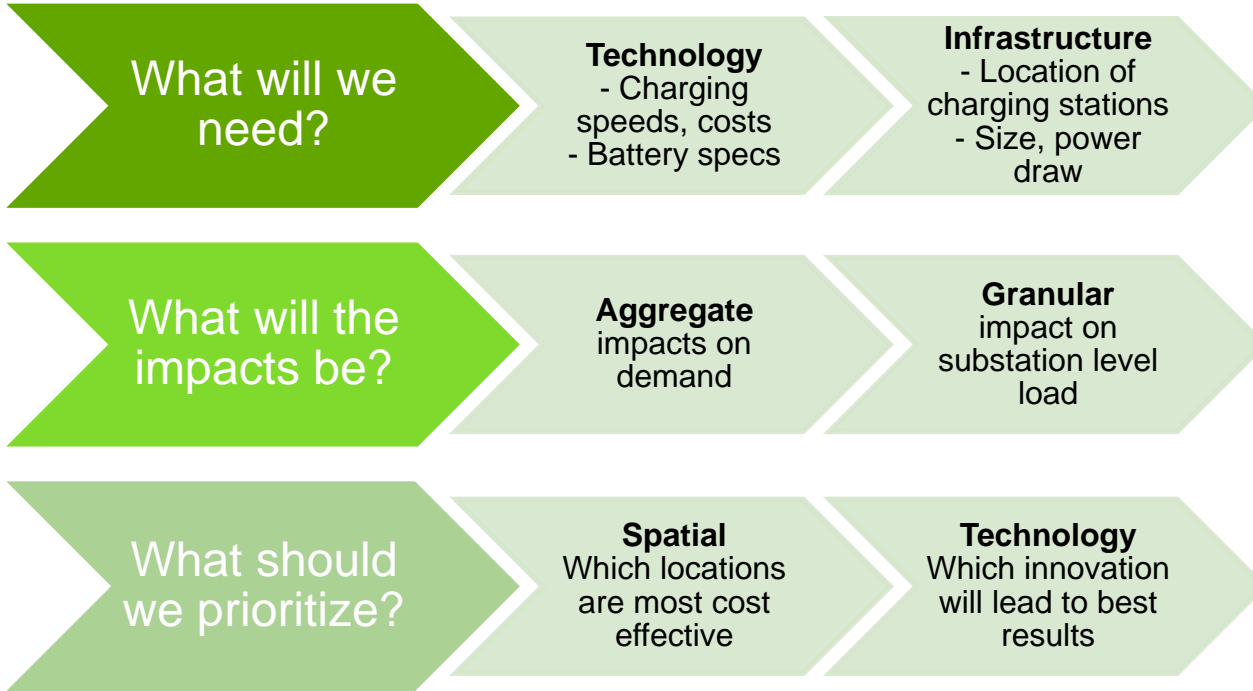 What will we
need?
Technology
- Charging
speeds, costs
- Battery specs
Infrastructure
- Location of
charging stations
- Size, power
draw
What will the
impacts be?
Aggregate
impacts on
demand
Granular
impact on
substation level
load
What should
we prioritize?
Spatial
Which locations
are most cost
effective
Technology
Which innovation
will lead to best
results